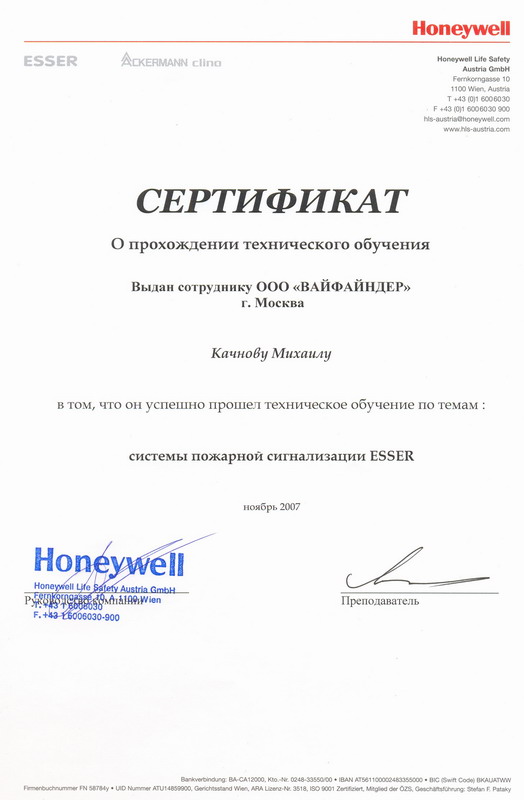 Honeywell
ESSER
ACKERMANN clino
Honeywell Life Safety
Austria GmbH
Fernkorngasse 10
1100 Wien, Austria
T +43 (0)1 6006030
F +43 (0)1 6006030 900
hls-austria@honeywell.com
www.hls-austria.com
СЕРТИФИКАТ
О прохождении технического обучения
Выдан сотруднику ООО «ВАЙФАЙНДЕР»
г. Москва
Качнову Михаилу
в том, что он успешно прошел техническое обучение по темам :
системы пожарной сигнализации ESSER
ноябрь 2007
Honeywell
Honeywell Life Safety Austria GmbH
Fernkorngasse 10, A 1100 Wien
T. +43 1 6006030
F. +43 1 6006030-900
Руководство компании
Преподаватель
Bankverbindung: BA-CA12000, Kto.-Nr. 0248-33550/00 • IBAN AT561100002483355000 • BIC (Swift Code) BKAUATWW
Firmenbuchnummer FN 58784y • UID Nummer ATU14859900, Gerichtsstand Wien, ARA Lizenz-Nr. 3518, ISO 9001 Zertifiziert, Mitglied der ÖZS, Geschäftsführung: Stefan F. Pataky